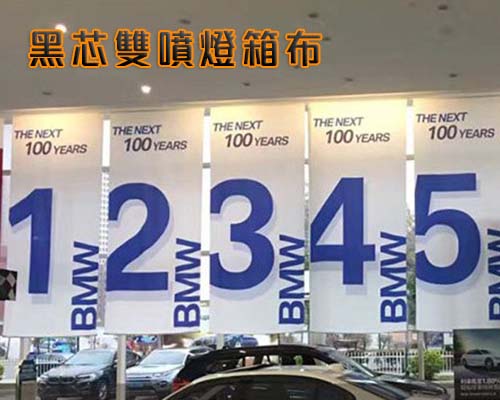 黑芯雙噴燈箱布
THE NEXT
100 YEARS
1
BMW
THE NEXT
100 YEARS
2
BMW
THE NEXT
100 YEARS
3
BMW
THE NEXT
100 YEARS
4
BMW
THE NEXT
100 YEARS
5
BMW